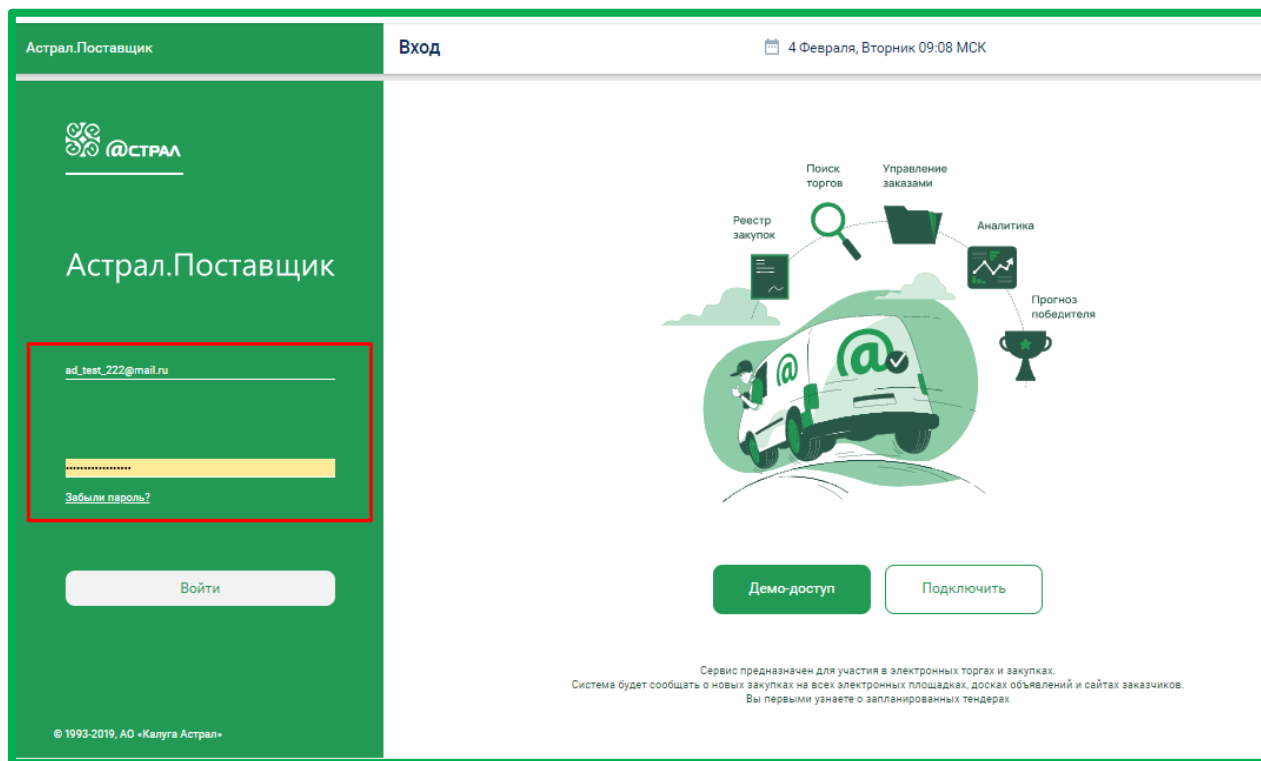 Астрал.Поставщик
Вход
4 Февраля, Вторник 09:08 МСК
@СТРАЛ
Астрал.Поставщик
ad_test_222@mail.ru
••••••••••••••••••
Забыли пароль?
Войти
© 1993-2019, АО «Калуга Астрал»
Поиск
торгов
Управление
заказами
Реестр
закупок
Аналитика
Прогноз
победителя
@
@
Демо-доступ
Подключить
Сервис предназначен для участия в электронных торгах и закупках.
Система будет сообщать о новых закупках на всех электронных площадках, досках объявлений и сайтах заказчиков.
Вы первыми узнаете о запланированных тендерах